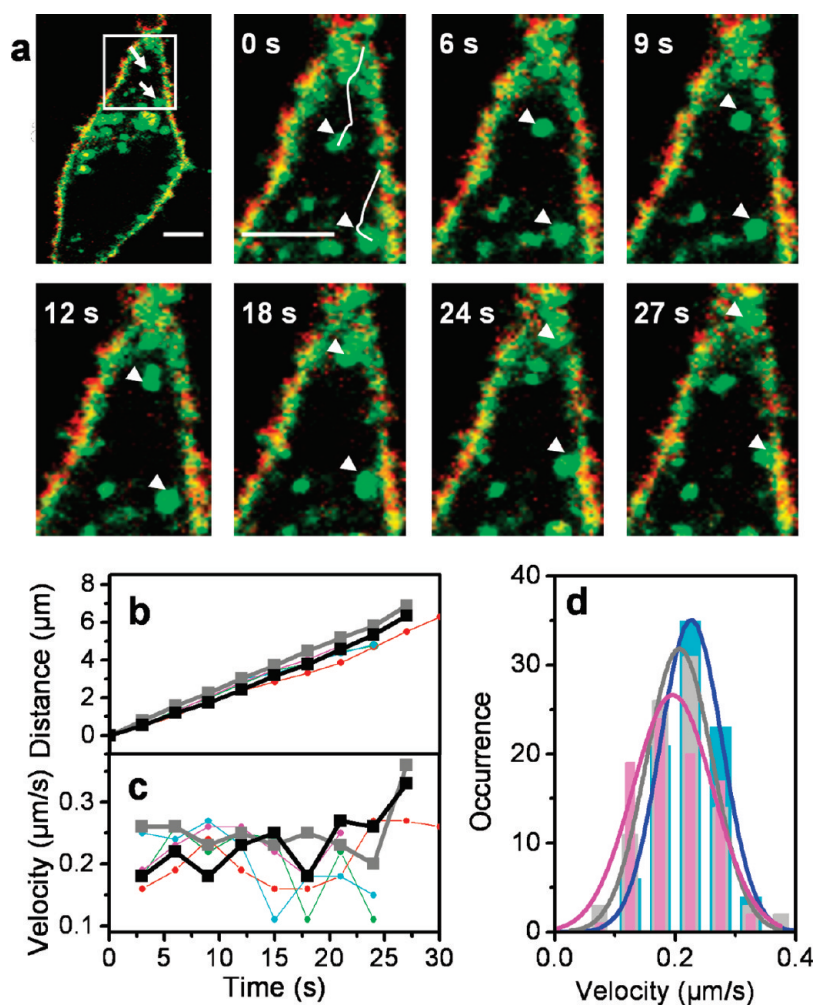 a
0 s
6 s
9 s
12 s
18 s
24 s
27 s
b
Distance (µm)
8
6
4
2
0
c
Velocity (µm/s)
0.3
0.2
0.1
0
5
10
15
20
25
30
Time (s)
d
Occurrence
40
30
20
10
0
0.0
0.2
0.4
Velocity (µm/s)